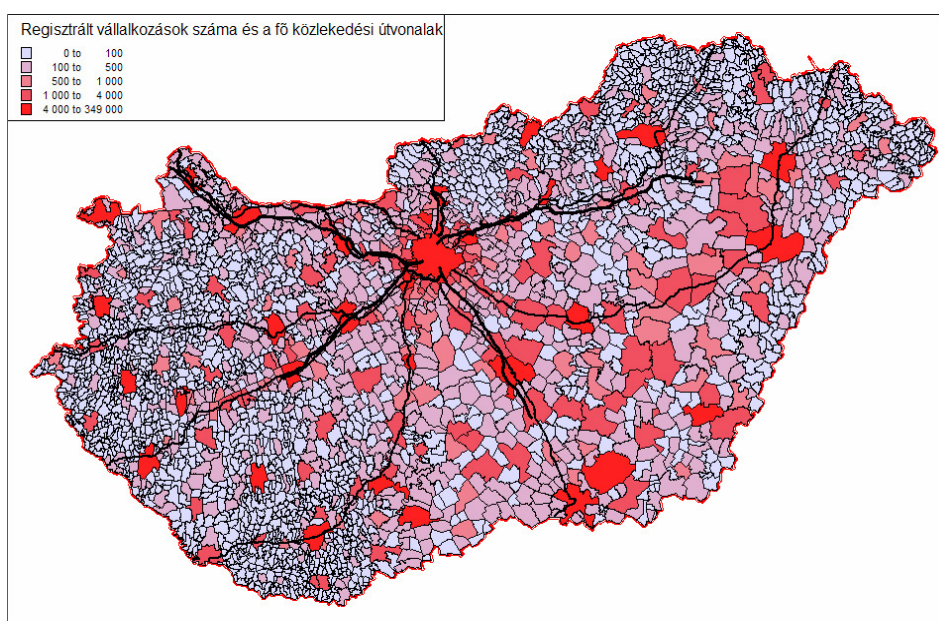 Regisztrált vállalkozások száma és a fõ közlekedési útvonalak
0 to 100
100 to 500
500 to 1 000
1 000 to 4 000
4 000 to 349 000